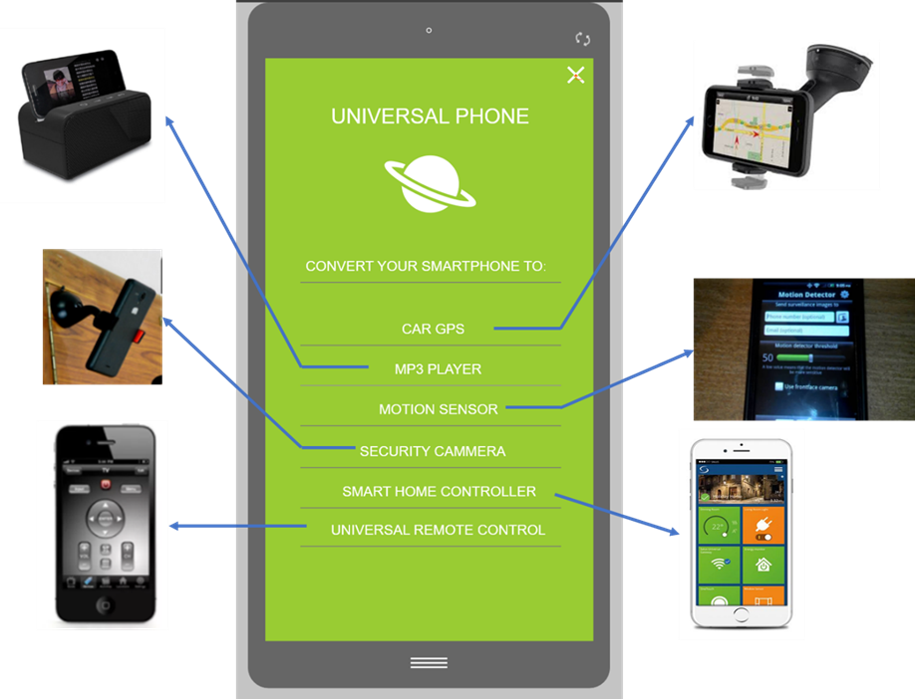 UNIVERSAL PHONE
CONVERT YOUR SMARTPHONE TO:
CAR GPS
MP3 PLAYER
MOTION SENSOR
SECURITY CAMMERA
SMART HOME CONTROLLER
UNIVERSAL REMOTE CONTROL
Motion Detector
Send surveillance images to
Phone number (optional)
Email (optional)
Motion detector threshold
50
Use frontface camera
TV
22°